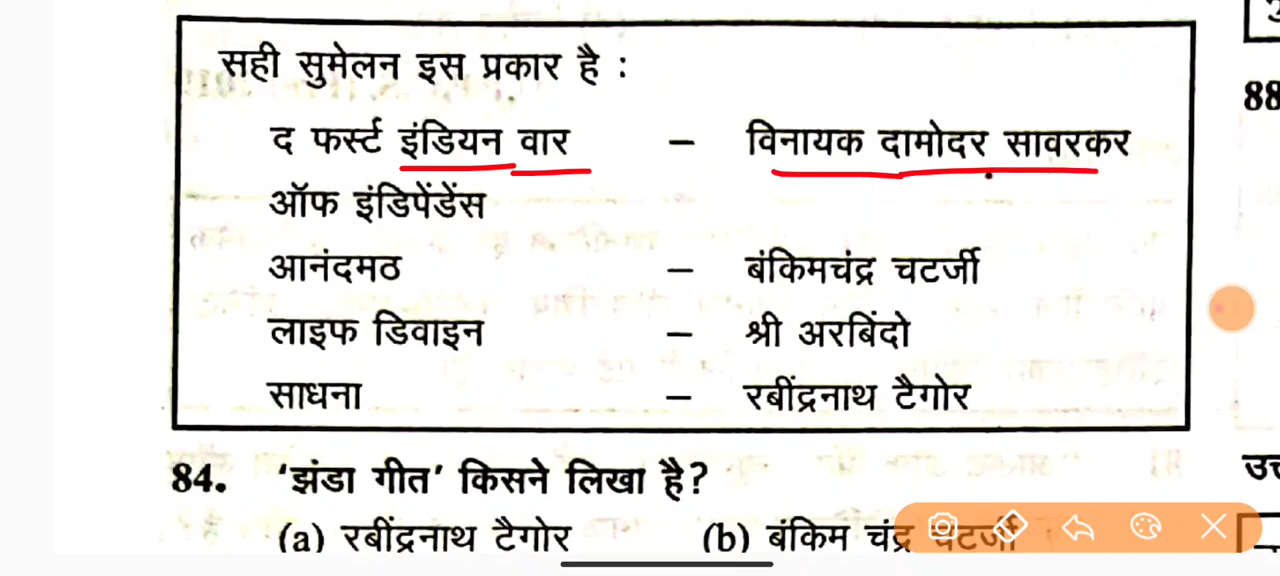 सही सुमेलन इस प्रकार है :
द फर्स्ट इंडियन वार – विनायक दामोदर सावरकर
ऑफ इंडिपेंडेंस
आनंदमठ – बंकिमचंद्र चटर्जी
लाइफ डिवाइन – श्री अरबिंदो
साधना – रबींद्रनाथ टैगोर
84. 'झंडा गीत' किसने लिखा है?
(a) रबींद्रनाथ टैगोर (b) बंकिम चंद्र चटर्जी
88